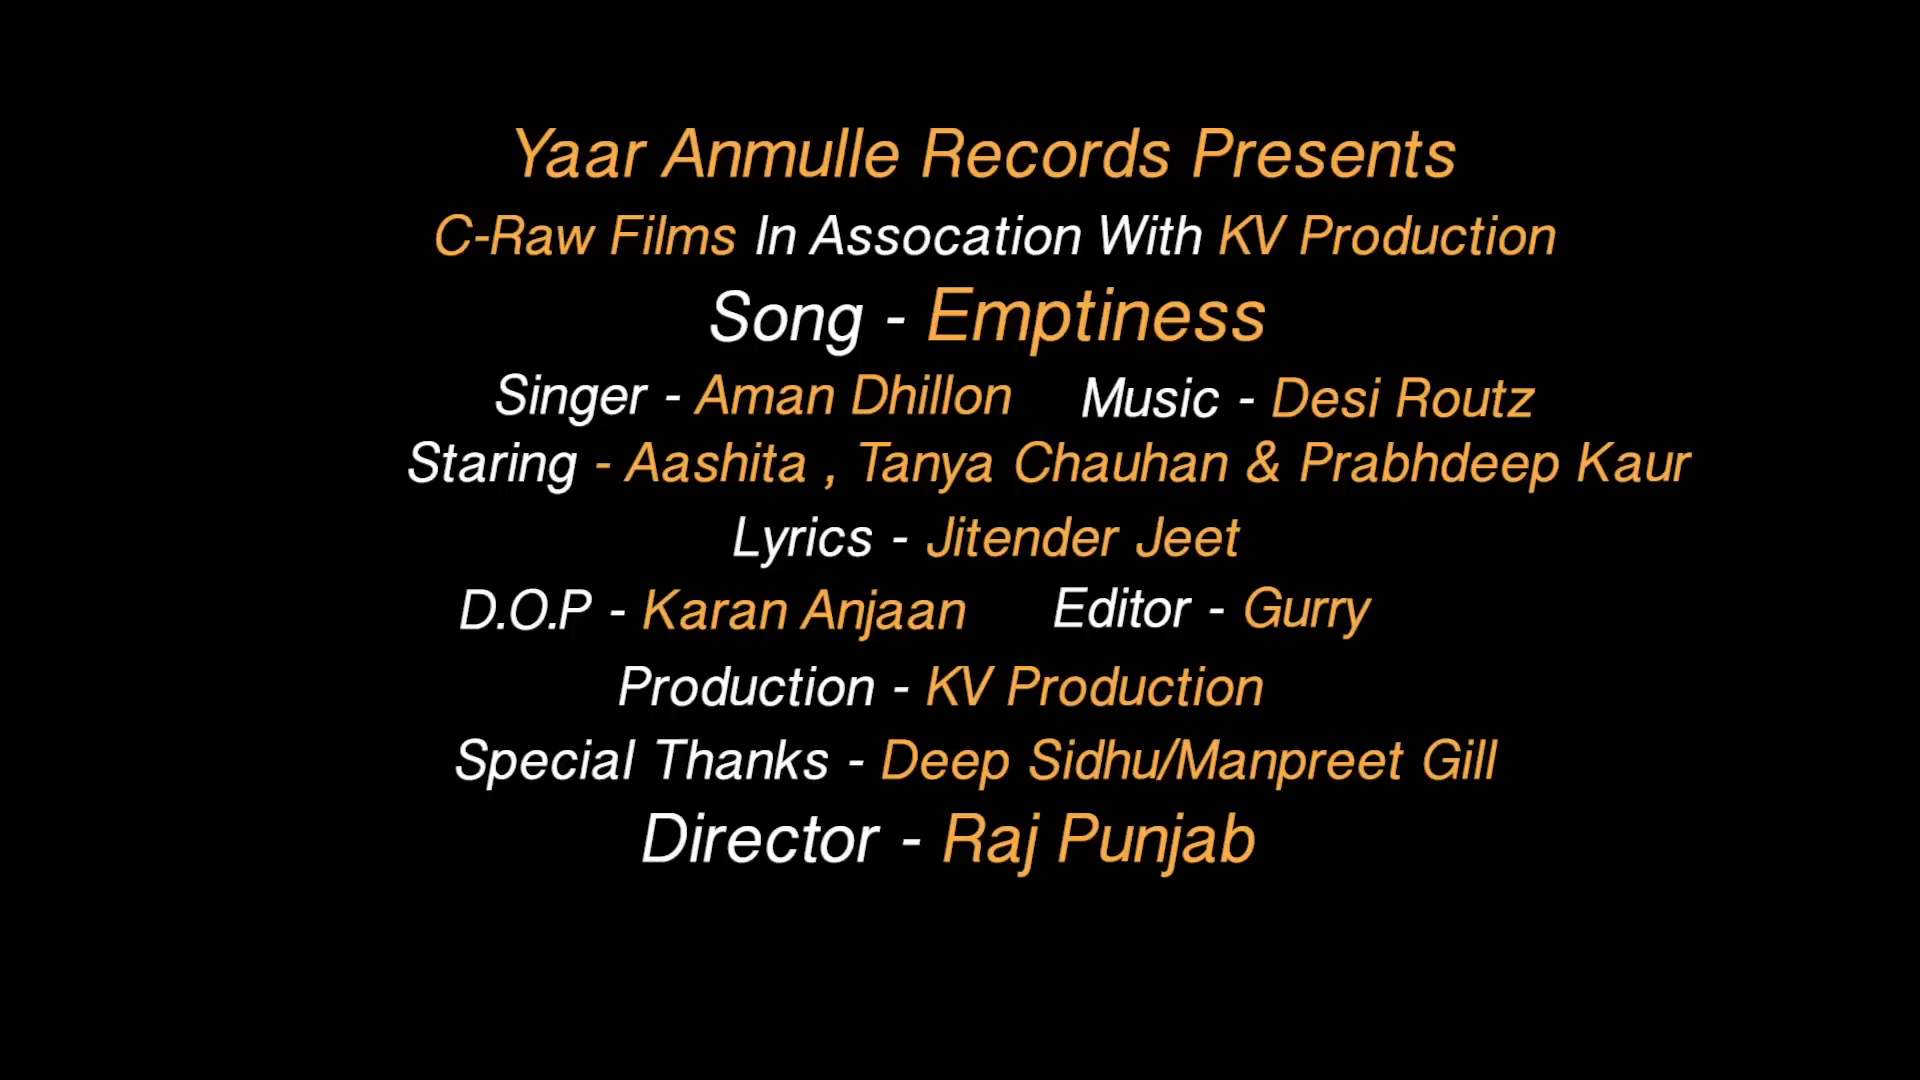 Yaar Anmulle Records Presents
C-Raw Films In Assocation With KV Production
Song - Emptiness
Singer - Aman Dhillon Music - Desi Routz
Staring - Aashita , Tanya Chauhan & Prabhdeep Kaur
Lyrics - Jitender Jeet
D.O.P - Karan Anjaan Editor - Gurry
Production - KV Production
Special Thanks - Deep Sidhu/Manpreet Gill
Director - Raj Punjab